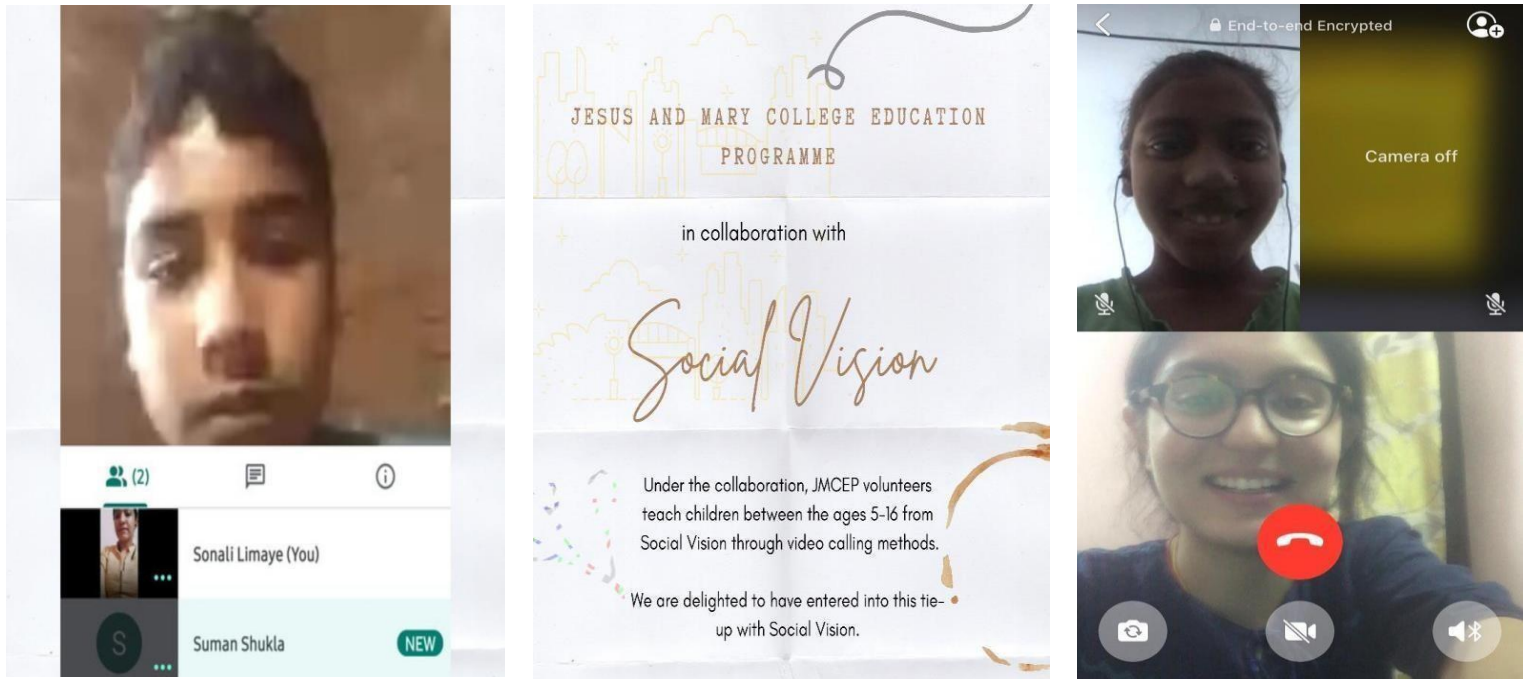 (2)
Sonali Limaye (You)
S
Suman Shukla
NEW
JESUS AND MARY COLLEGE EDUCATION
PROGRAMME
in collaboration with
Social Vision
Under the collaboration, JMCEP volunteers
teach children between the ages 5-16 from
Social Vision through video calling methods.
We are delighted to have entered into this tie-
up with Social Vision.
End-to-end Encrypted
Camera off